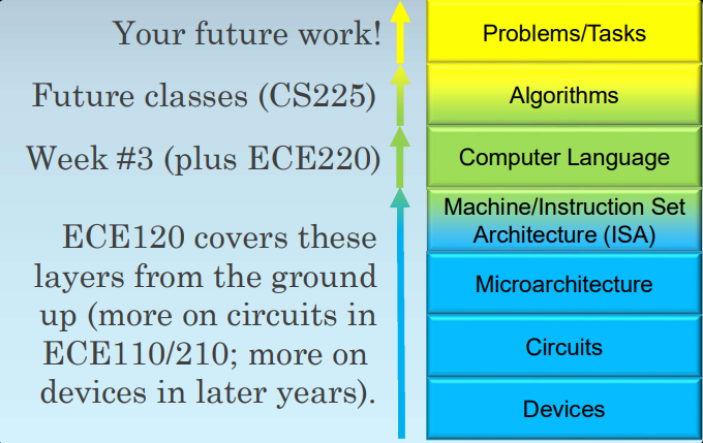 Your future work!
Problems/Tasks
Future classes (CS225)
Algorithms
Week #3 (plus ECE220)
Computer Language
ECE120 covers these
layers from the ground
up (more on circuits in
ECE110/210; more on
devices in later years).
Machine/Instruction Set
Architecture (ISA)
Microarchitecture
Circuits
Devices